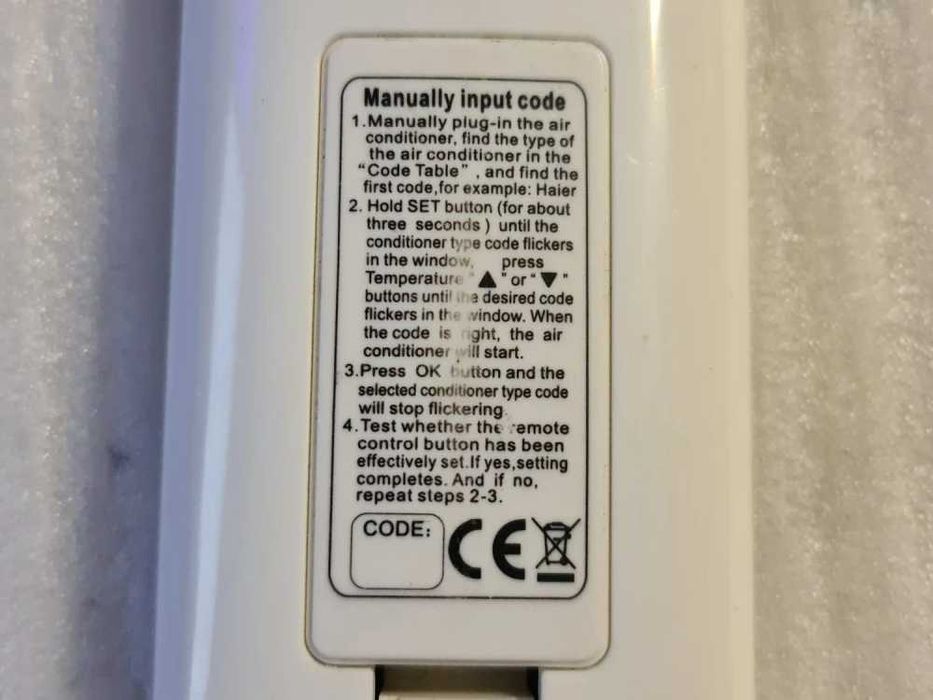 Manually input code
1.Manually plug-in the air
conditioner, find the type of
the air conditioner in the
“Code Table” , and find the
first code,for example: Haier
2. Hold SET button (for about
three seconds ) until the
conditioner type code flickers
in the window, press
Temperature “▲” or “▼”
buttons until the desired code
flickers in the window. When
the code is right, the air
conditioner will start.
3.Press OK button and the
selected conditioner type code
will stop flickering.
4.Test whether the remote
control button has been
effectively set.If yes,setting
completes. And if no,
repeat steps 2-3.
CODE:
CE